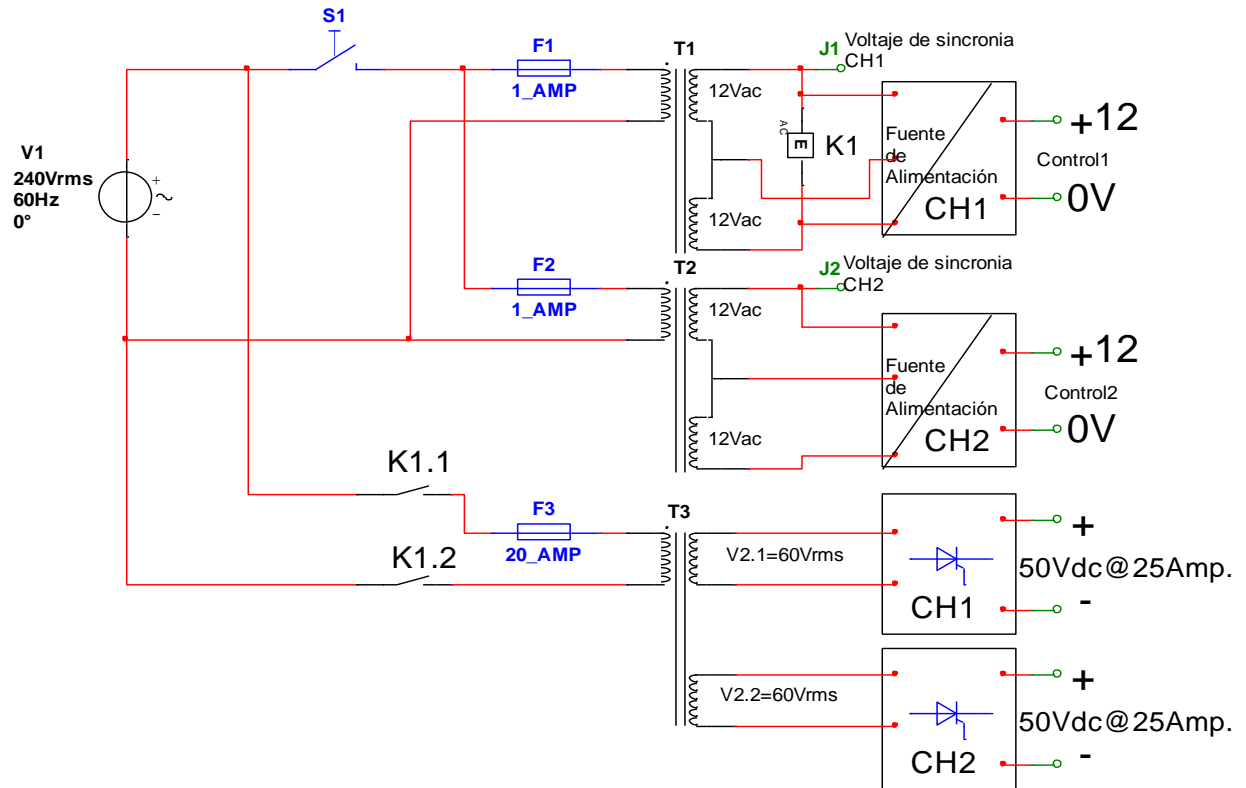 S1
F1
1_AMP
T1
12Vac
12Vac
J1
Voltaje de sincronia
CH1
AC
E
K1
Fuente
de
Alimentación
CH1
+12
Control1
0V
V1
240Vrms
60Hz
0°
+
~
−
F2
1_AMP
T2
12Vac
12Vac
J2
Voltaje de sincronia
CH2
Fuente
de
Alimentación
CH2
+12
Control2
0V
K1.1
K1.2
F3
20_AMP
T3
V2.1=60Vrms
CH1
+
50Vdc@25Amp.
-
V2.2=60Vrms
CH2
+
50Vdc@25Amp.
-